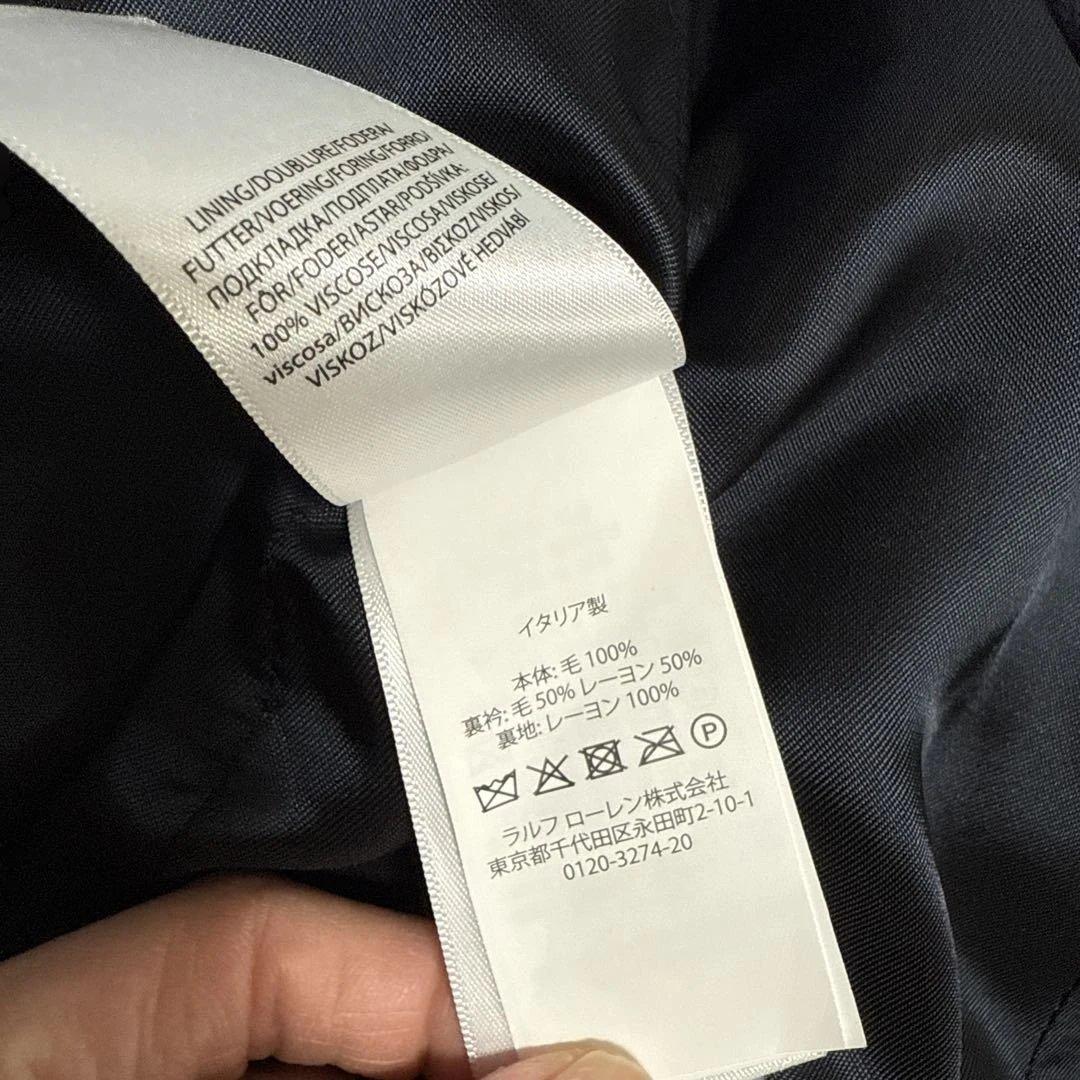 LINING/DOUBLURE/FODERA/
FUTTER/VOERING/FORING/FORRO/
ПОДКЛАДКА/ПОДПЛАТА/ΦΟΔΡΑ/
FÔR/FODER/ASTAR/PODŠÍVKA:
100% VISCOSE/VISCOSA/VISKOSE/
viscosa/ВИСКОЗА/ΒΙΣΚΟΖ/VISKOS/
VISKOZ/VISKÓZOVÉ HEDVÁBÍ
イタリア製
本体: 毛 100%
裏衿: 毛 50% レーヨン 50%
裏地: レーヨン 100%
P
ラルフ ローレン株式会社
東京都千代田区永田町2-10-1
0120-3274-20